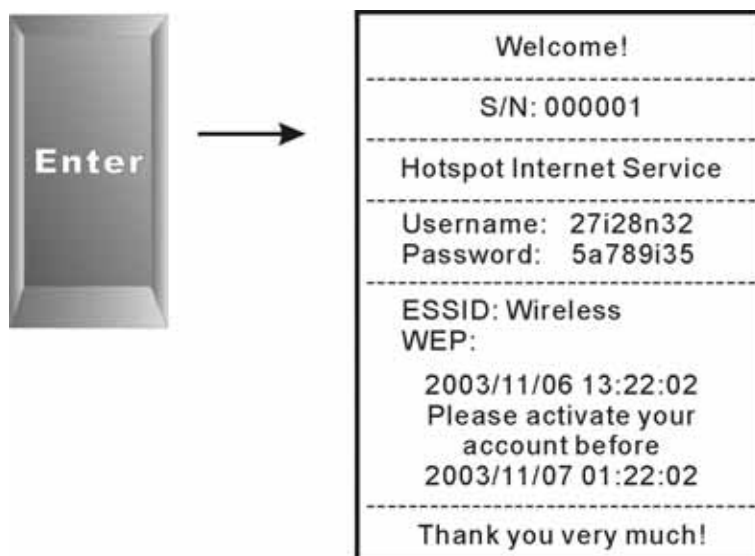 Enter
Welcome!
S/N: 000001
Hotspot Internet Service
Username: 27i28n32
Password: 5a789i35
ESSID: Wireless
WEP:
2003/11/06 13:22:02
Please activate your
account before
2003/11/07 01:22:02
Thank you very much!